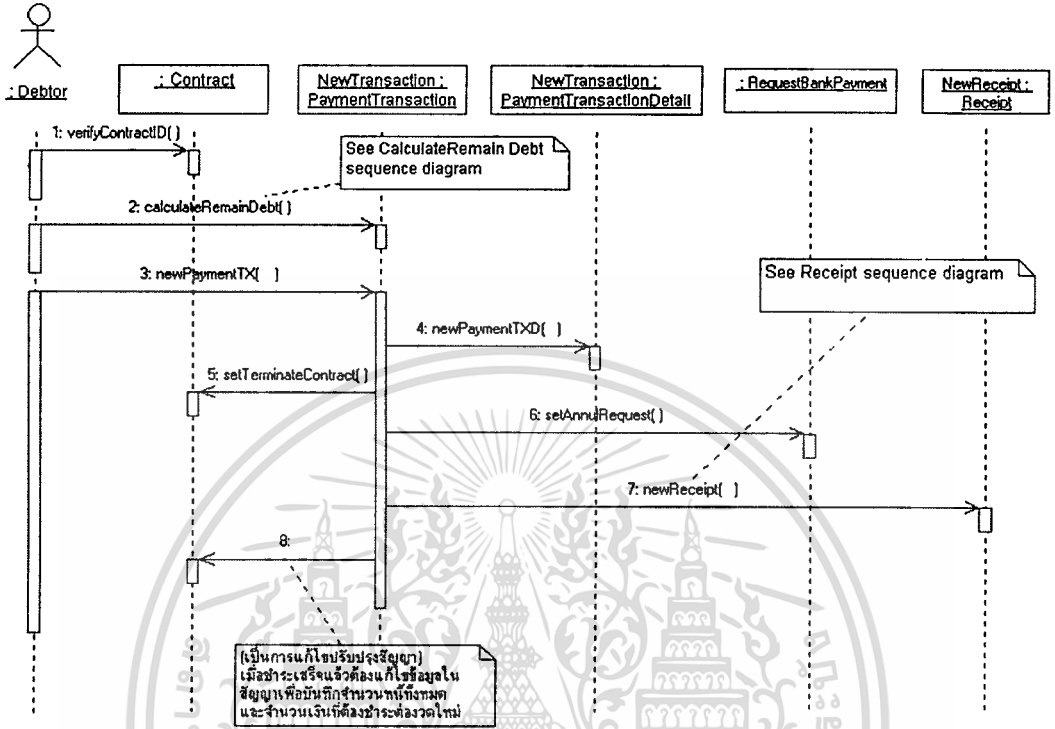 : Debtor
: Contract
NewTransaction :
PaymentTransaction
NewTransaction :
PaymentTransactionDetail
: RequestBankPayment
NewReceipt :
Receipt
1: verifyContractID( )
See CalculateRemain Debt
sequence diagram
2: calculateRemainDebt( )
3: newPaymentTX( )
See Receipt sequence diagram
4: newPaymentTXD( )
5: setTerminateContract( )
6: setAnnulRequest( )
7: newReceipt( )
8:
(เป็นการแก้ไขปรับปรุงสัญญา)
เมื่อชำระเสร็จแล้วต้องแก้ไขข้อมูลใน
สัญญาเพื่อบันทึกจำนวนหนี้ทั้งหมด
และจำนวนเงินที่ต้องชำระต่องวดใหม่